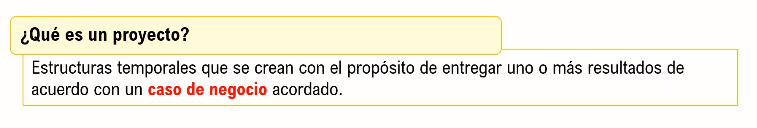 ¿Qué es un proyecto?
Estructuras temporales que se crean con el propósito de entregar uno o más resultados de
acuerdo con un caso de negocio acordado.